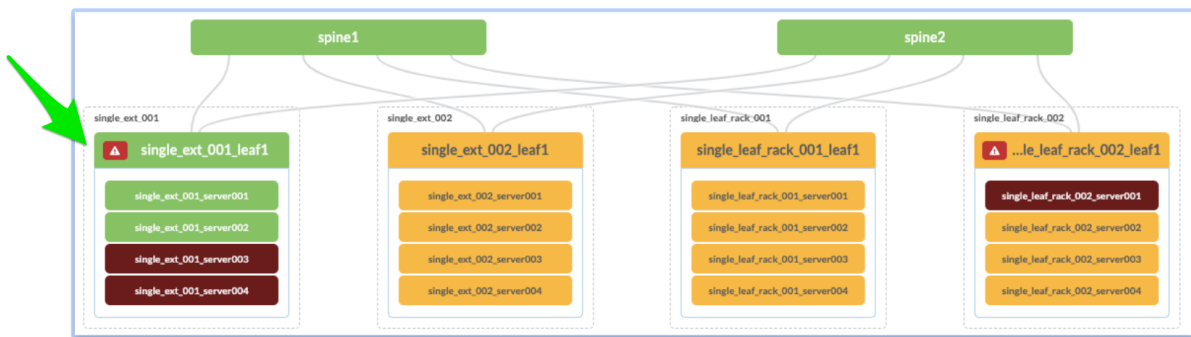 spine1
spine2
single_ext_001
single_ext_001_leaf1
single_ext_001_server001
single_ext_001_server002
single_ext_001_server003
single_ext_001_server004
single_ext_002
single_ext_002_leaf1
single_ext_002_server001
single_ext_002_server002
single_ext_002_server003
single_ext_002_server004
single_leaf_rack_001
single_leaf_rack_001_leaf1
single_leaf_rack_001_server001
single_leaf_rack_001_server002
single_leaf_rack_001_server003
single_leaf_rack_001_server004
single_leaf_rack_002
...le_leaf_rack_002_leaf1
single_leaf_rack_002_server001
single_leaf_rack_002_server002
single_leaf_rack_002_server003
single_leaf_rack_002_server004